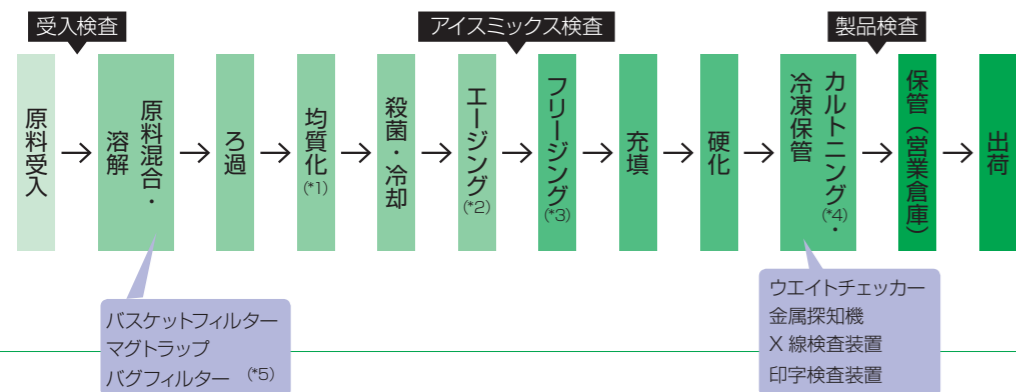 受入検査
アイスミックス検査
製品検査
原料受入
原料混合・
溶解
ろ過
均質化(*1)
殺菌・冷却
エージング(*2)
フリージング(*3)
充填
硬化
カルトニング(*4)・
冷凍保管
保管（営業倉庫）
出荷
バスケットフィルター
マグトラップ
バグフィルター (*5)
ウエイトチェッカー
金属探知機
X 線検査装置
印字検査装置